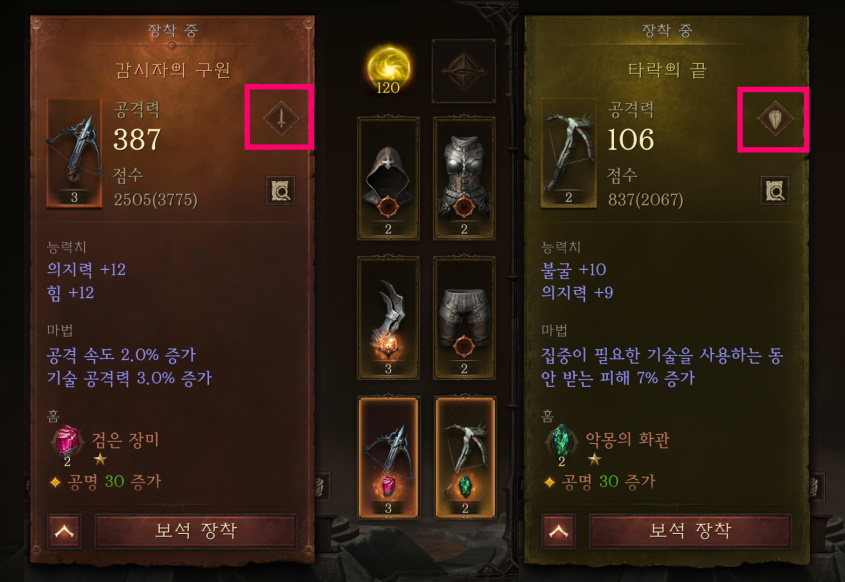 장착 중
감시자의 구원
공격력
387
점수
3
2505(3775)
능력치
의지력 +12
힘 +12
마법
공격 속도 2.0% 증가
기술 공격력 3.0% 증가
홈
검은 장미
2
공명 30 증가
보석 장착
120
2
2
3
2
3
2
장착 중
타락의 끝
공격력
106
점수
2
837(2067)
능력치
불굴 +10
의지력 +9
마법
집중이 필요한 기술을 사용하는 동
안 받는 피해 7% 증가
홈
악몽의 화관
2
공명 30 증가
보석 장착